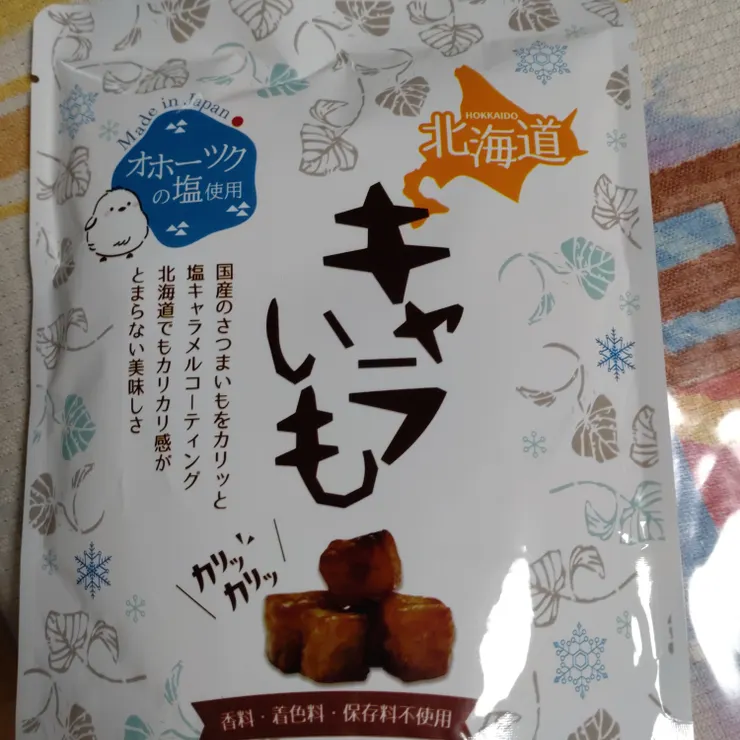 Made in Japan
オホーツク
の塩使用
HOKKAIDO
北海道
キャラ
いも
国産のさつまいもをカリッと
塩キャラメルコーティング
北海道でもカリカリ感が
とまらない美味しさ
カリッ
カリッ
香料・着色料・保存料不使用